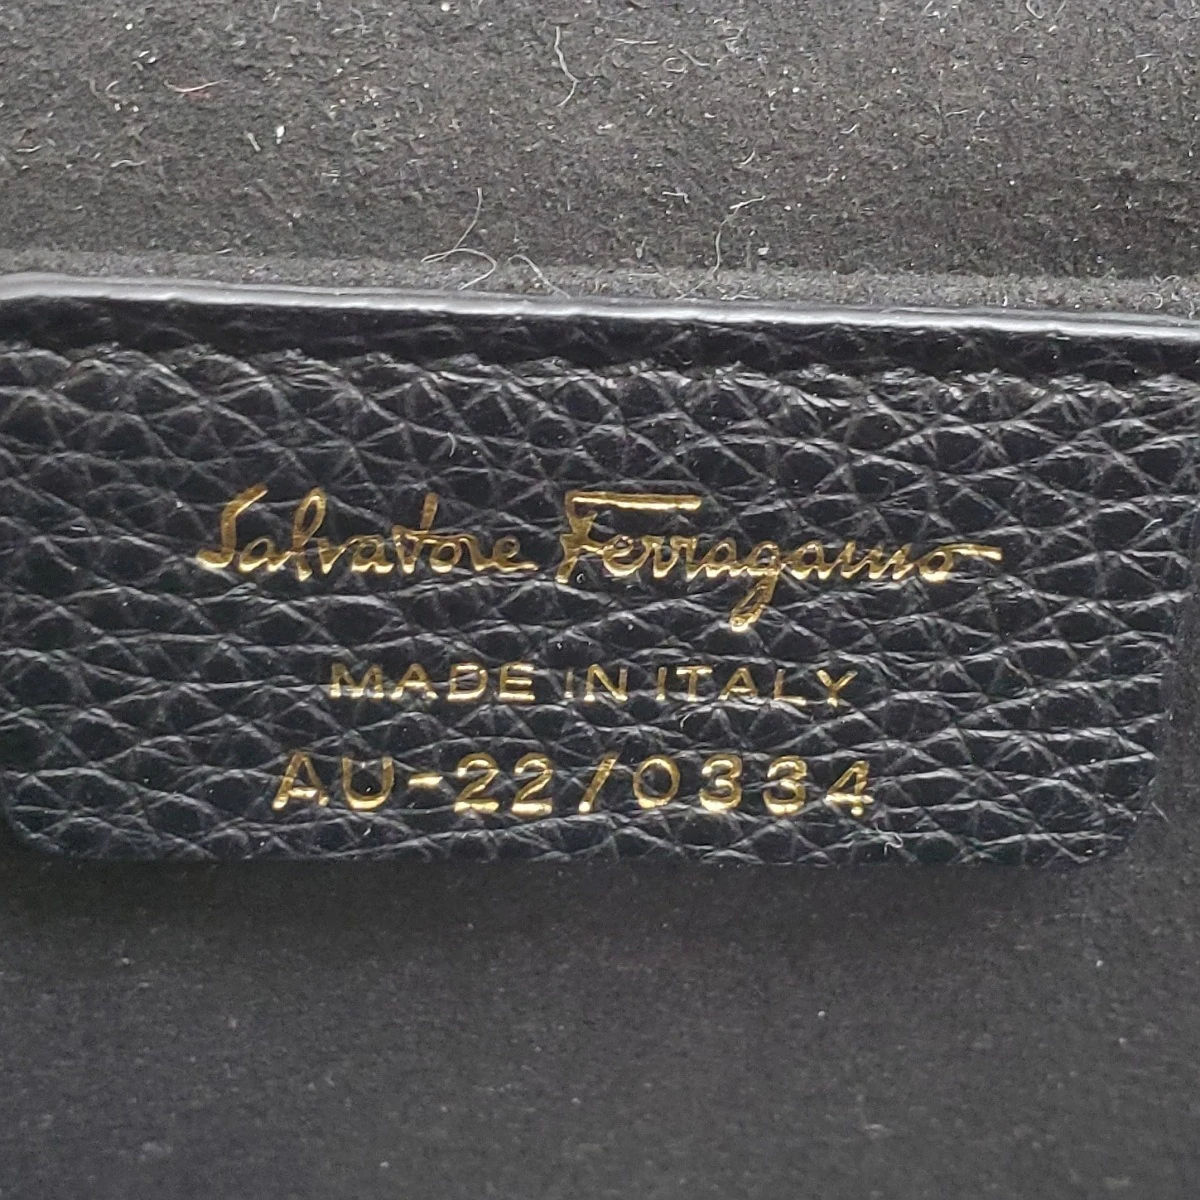 Salvatore Ferragamo
MADE IN ITALY
AU-22/0334